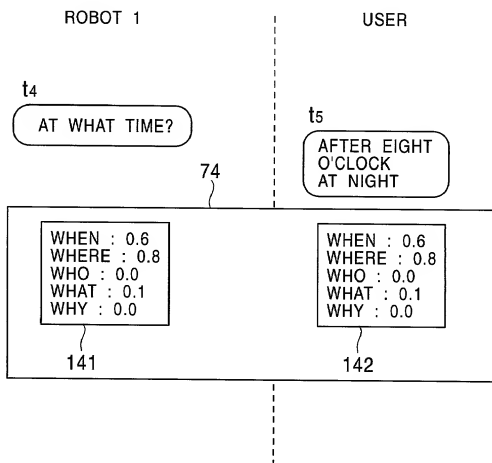 ROBOT 1
USER
t4
AT WHAT TIME?
t5
AFTER EIGHT
O'CLOCK
AT NIGHT
74
WHEN : 0.6
WHERE : 0.8
WHO : 0.0
WHAT : 0.1
WHY : 0.0
141
WHEN : 0.6
WHERE : 0.8
WHO : 0.0
WHAT : 0.1
WHY : 0.0
142